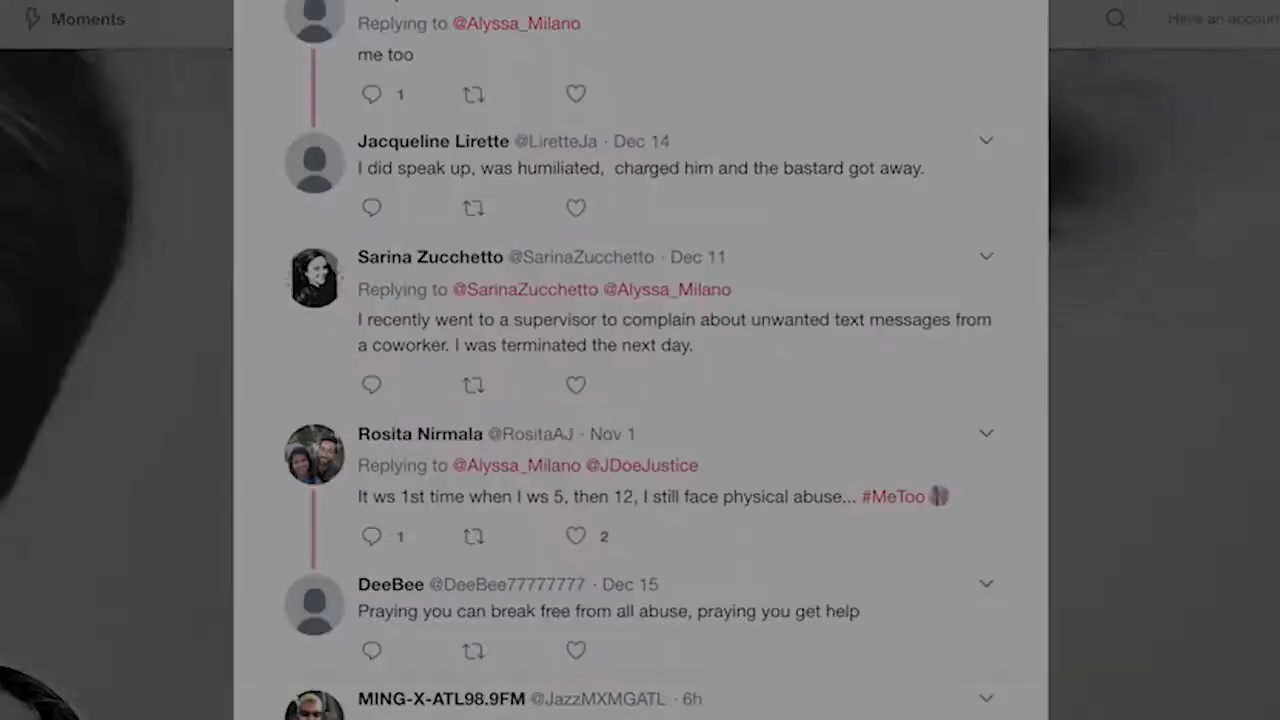 Moments
Have an accoun
Replying to @Alyssa_Milano
me too
1
Jacqueline Lirette @LiretteJa · Dec 14
I did speak up, was humiliated,  charged him and the bastard got away.
Sarina Zucchetto @SarinaZucchetto · Dec 11
Replying to @SarinaZucchetto @Alyssa_Milano
I recently went to a supervisor to complain about unwanted text messages from
a coworker. I was terminated the next day.
Rosita Nirmala @RositaAJ · Nov 1
Replying to @Alyssa_Milano @JDoeJustice
It ws 1st time when I ws 5, then 12, I still face physical abuse... #MeToo
1 2
DeeBee @DeeBee77777777 · Dec 15
Praying you can break free from all abuse, praying you get help
MING-X-ATL98.9FM @JazzMXMGATL · 6h